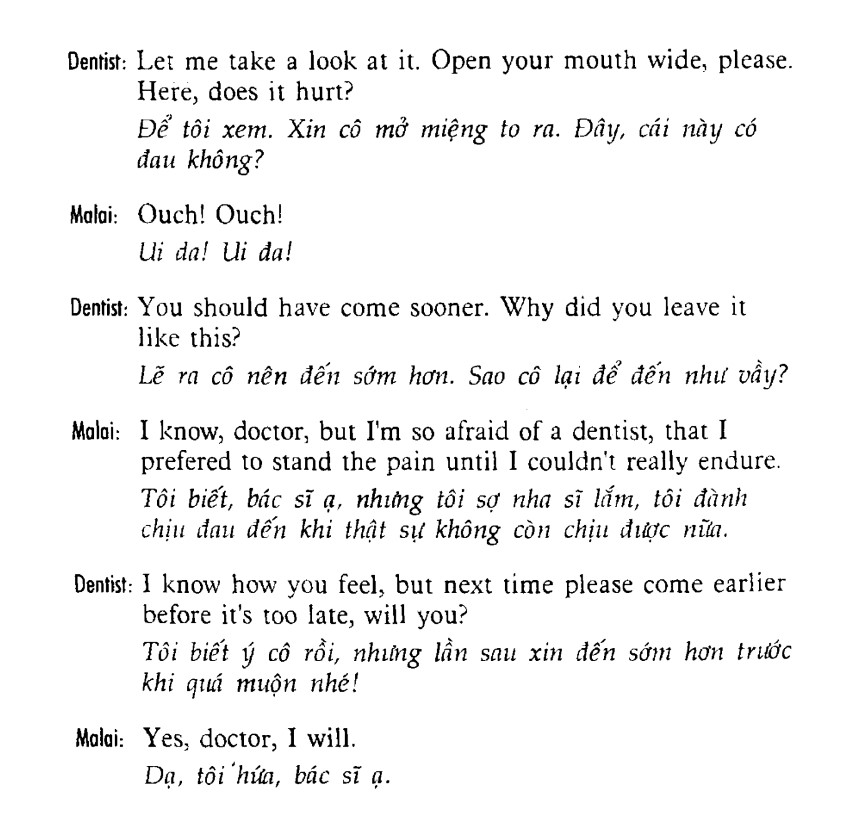 Dentist: Let me take a look at it. Open your mouth wide, please.
Here, does it hurt?
Để tôi xem. Xin cô mở miệng to ra. Đây, cái này có
đau không?
Malai: Ouch! Ouch!
Ui da! Ui đa!
Dentist: You should have come sooner. Why did you leave it
like this?
Lẽ ra cô nên đến sớm hơn. Sao cô lại để đến như vầy?
Malai: I know, doctor, but I'm so afraid of a dentist, that I
prefered to stand the pain until I couldn't really endure.
Tôi biết, bác sĩ ạ, nhưng tôi sợ nha sĩ lắm, tôi đành
chịu đau đến khi thật sự không còn chịu được nữa.
Dentist: I know how you feel, but next time please come earlier
before it's too late, will you?
Tôi biết ý cô rồi, nhưng lần sau xin đến sớm hơn trước
khi quá muộn nhé!
Malai: Yes, doctor, I will.
Dạ, tôi hứa, bác sĩ ạ.